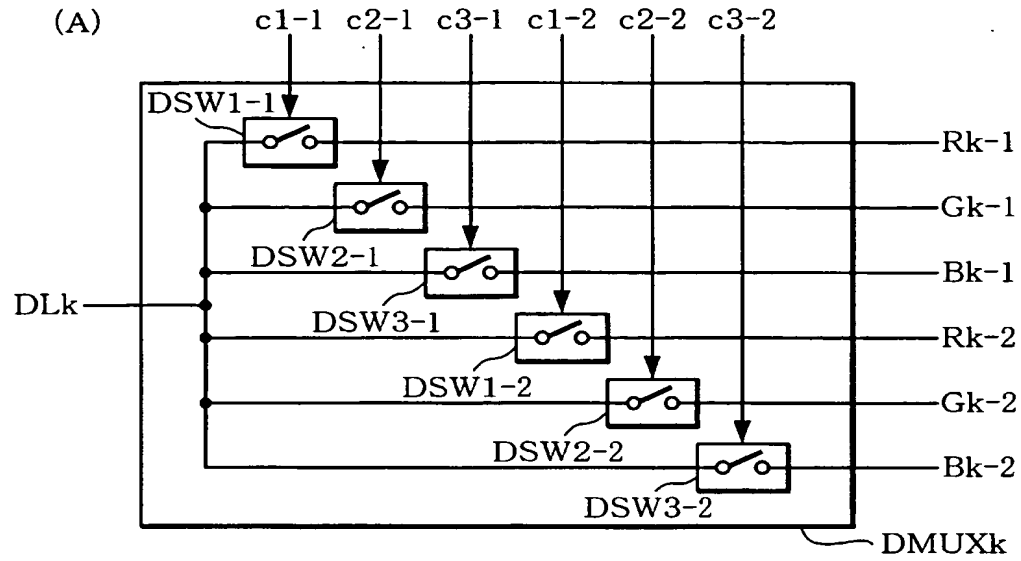 (A)
c1-1 c2-1 c3-1 c1-2 c2-2 c3-2
DSW1-1
Rk-1
Gk-1
DSW2-1
Bk-1
DLk
DSW3-1
Rk-2
DSW1-2
Gk-2
DSW2-2
Bk-2
DSW3-2
DMUXk